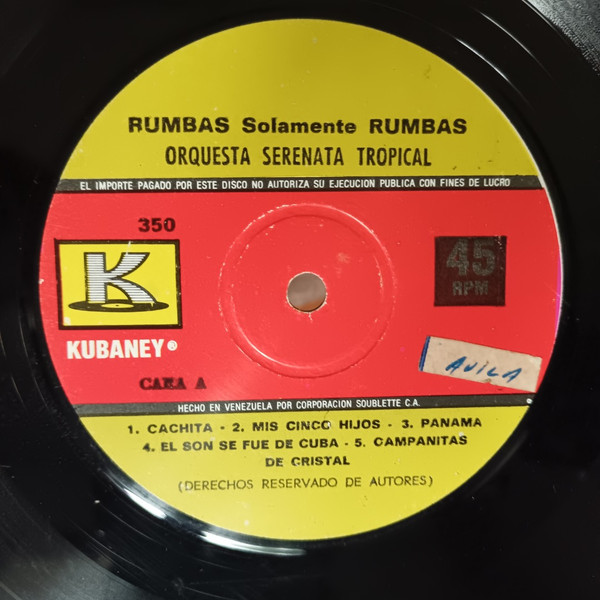 RUMBAS Solamente RUMBAS
ORQUESTA SERENATA TROPICAL
EL IMPORTE PAGADO POR ESTE DISCO NO AUTORIZA SU EJECUCION PUBLICA CON FINES DE LUCRO
350
K
45
RPM
KUBANEY®
AVILA
CARA A
HECHO EN VENEZUELA POR CORPORACION SOUBLETTE C.A.
1. CACHITA - 2. MIS CINCO HIJOS - 3. PANAMA
4. EL SON SE FUE DE CUBA - 5. CAMPANITAS
DE CRISTAL
(DERECHOS RESERVADO DE AUTORES)